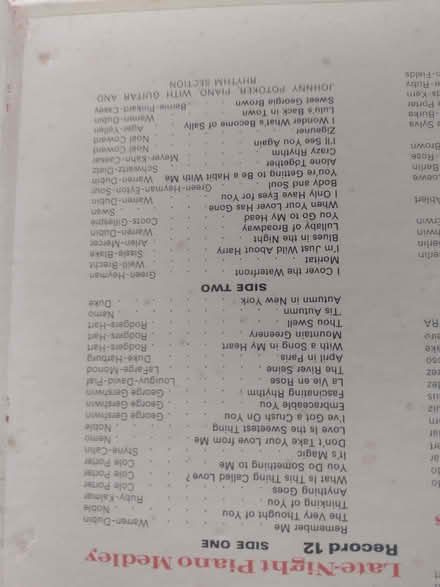 Late-Night Piano Medley
Record 12 SIDE ONE
Remember Me . . . Warren-Dubin
The Very Thought of You . . . Noble
Thinking of You . . . Ruby-Kalmar
Anything Goes . . . Cole Porter
What Is This Thing Called Love? . . . Cole Porter
You Do Something to Me . . . Cole Porter
It's Magic . . . Styne-Cahn
Don't Take Your Love from Me . . . Nemo
Love Is the Sweetest Thing . . . Noble
I've Got a Crush On You . . . George Gershwin
Embraceable You . . . George Gershwin
Fascinating Rhythm . . . George Gershwin
La Vie en Rose . . . Louiguy-David-Piaf
The River Seine . . . LaFarge-Monod
April in Paris . . . Duke-Harburg
With a Song in My Heart . . . Rodgers-Hart
Mountain Greenery . . . Rodgers-Hart
Thou Swell . . . Rodgers-Hart
'Tis Autumn . . . Nemo
Autumn in New York . . . Duke
SIDE TWO
I Cover the Waterfront . . . Green-Heyman
Moritat . . . Weill-Brecht
I'm Just Wild About Harry . . . Sissle-Blake
Blues in the Night . . . Arlen-Mercer
Lullaby of Broadway . . . Warren-Dubin
You Go to My Head . . . Coots-Gillespie
When Your Lover Has Gone . . . Swan
I Only Have Eyes for You . . . Warren-Dubin
Body and Soul . . . Green-Heyman-Eyton-Sour
You're Getting to Be a Habit With Me . . . Warren-Dubin
Alone Together . . . Schwartz-Dietz
Crazy Rhythm . . . Meyer-Kahn-Caesar
I'll See You Again . . . Noel Coward
Zigeuner . . . Noel Coward
I Wonder What's Become of Sally . . . Ager-Yellen
Lulu's Back in Town . . . Warren-Dubin
Sweet Georgia Brown . . . Bernie-Pinkard-Casey
JOHNNY POTOKER, PIANO, WITH GUITAR AND
RHYTHM SECTION